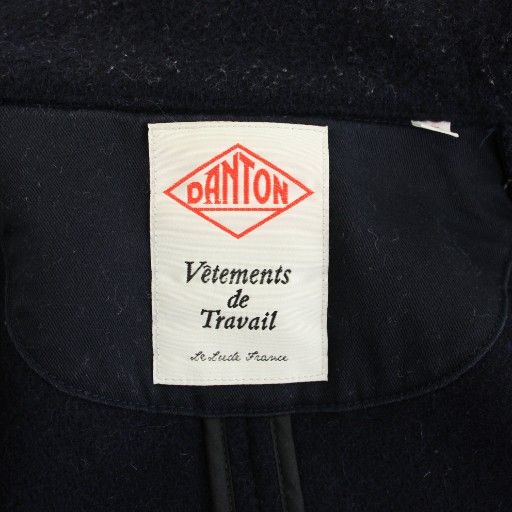 DANTON
Vêtements
de
Travail
Le Lude France